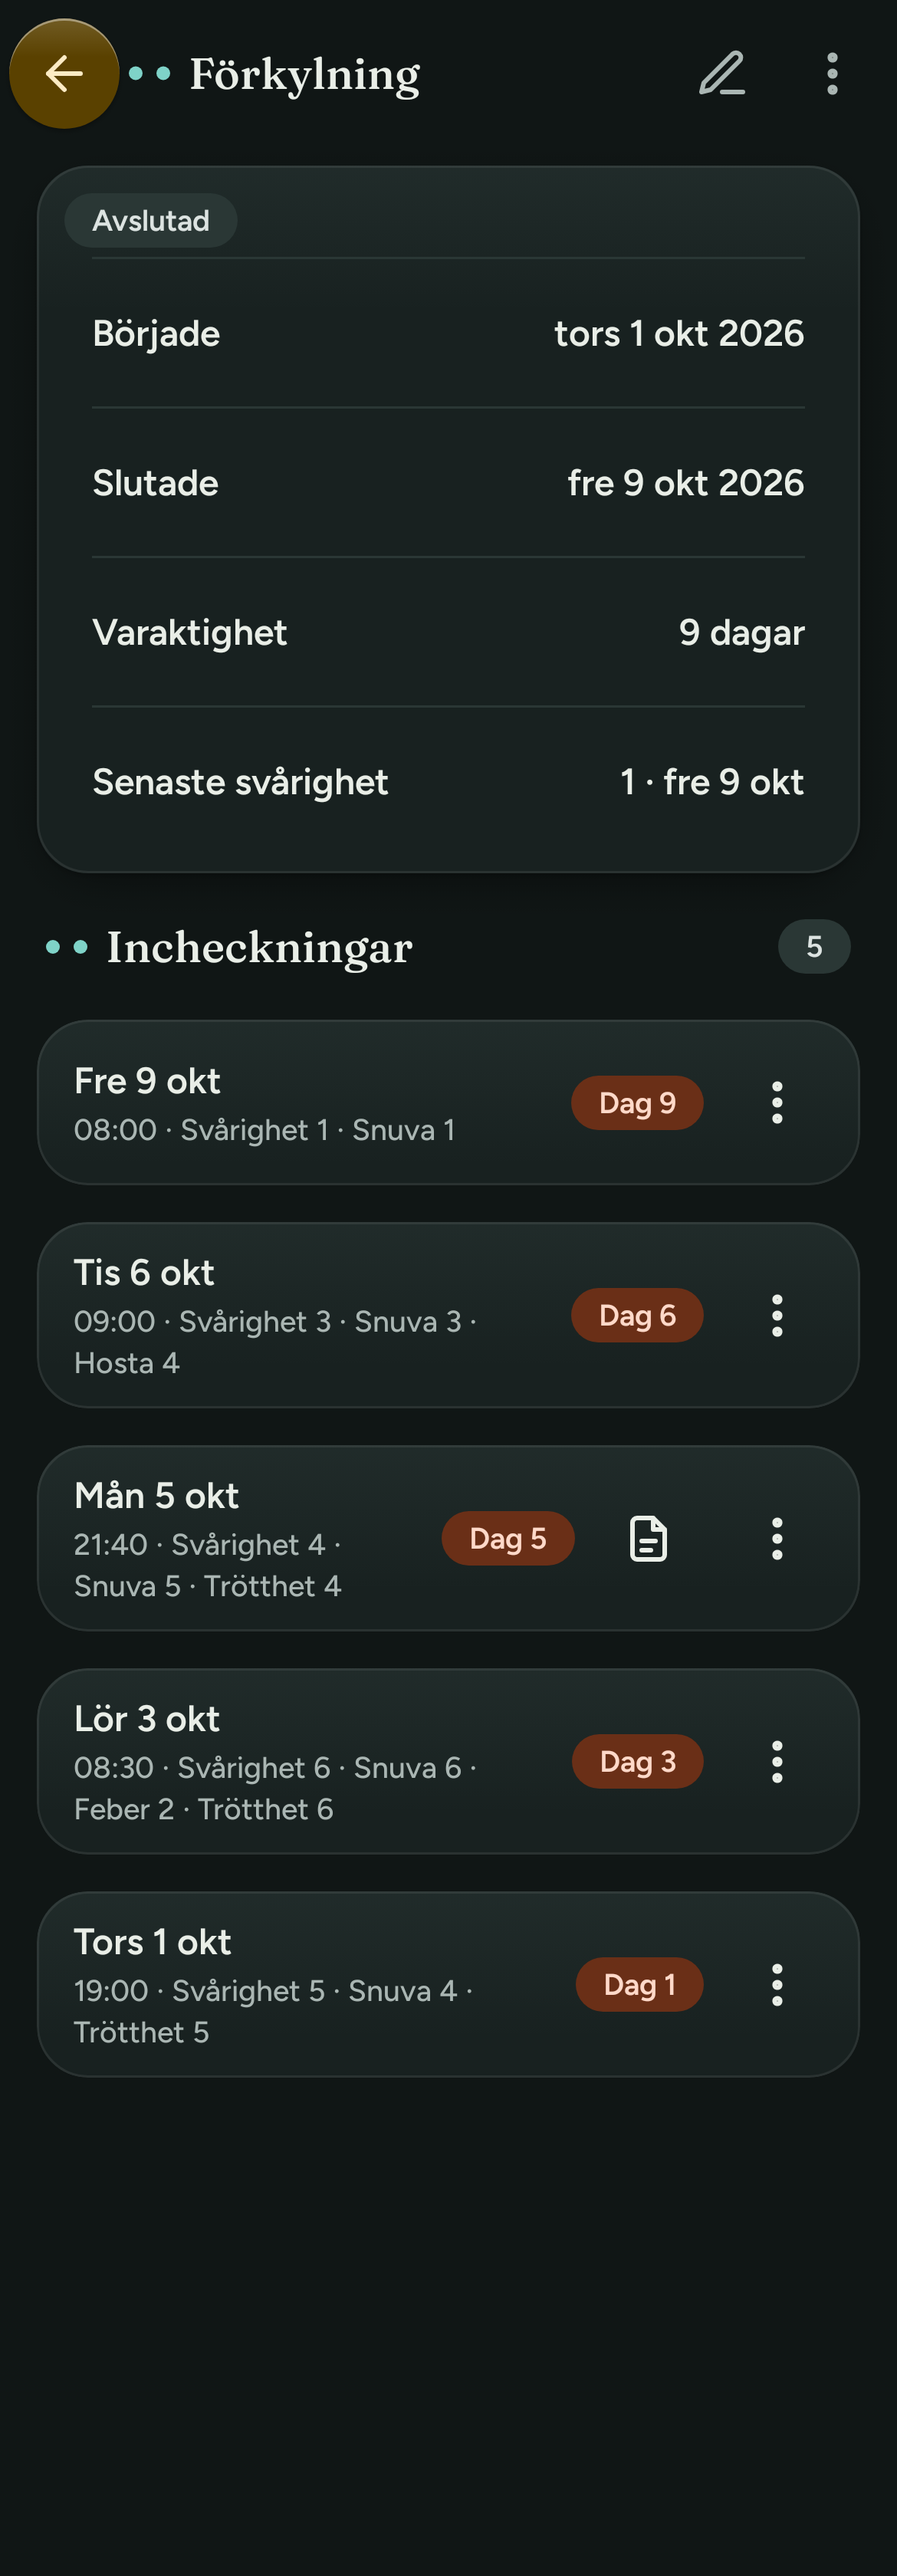 Förkylning
Avslutad
Började tors 1 okt 2026
Slutade fre 9 okt 2026
Varaktighet 9 dagar
Senaste svårighet 1 · fre 9 okt
Incheckningar 5
Fre 9 okt
08:00 · Svårighet 1 · Snuva 1
Dag 9
Tis 6 okt
09:00 · Svårighet 3 · Snuva 3 ·
Hosta 4
Dag 6
Mån 5 okt
21:40 · Svårighet 4 ·
Snuva 5 · Trötthet 4
Dag 5
Lör 3 okt
08:30 · Svårighet 6 · Snuva 6 ·
Feber 2 · Trötthet 6
Dag 3
Tors 1 okt
19:00 · Svårighet 5 · Snuva 4 ·
Trötthet 5
Dag 1